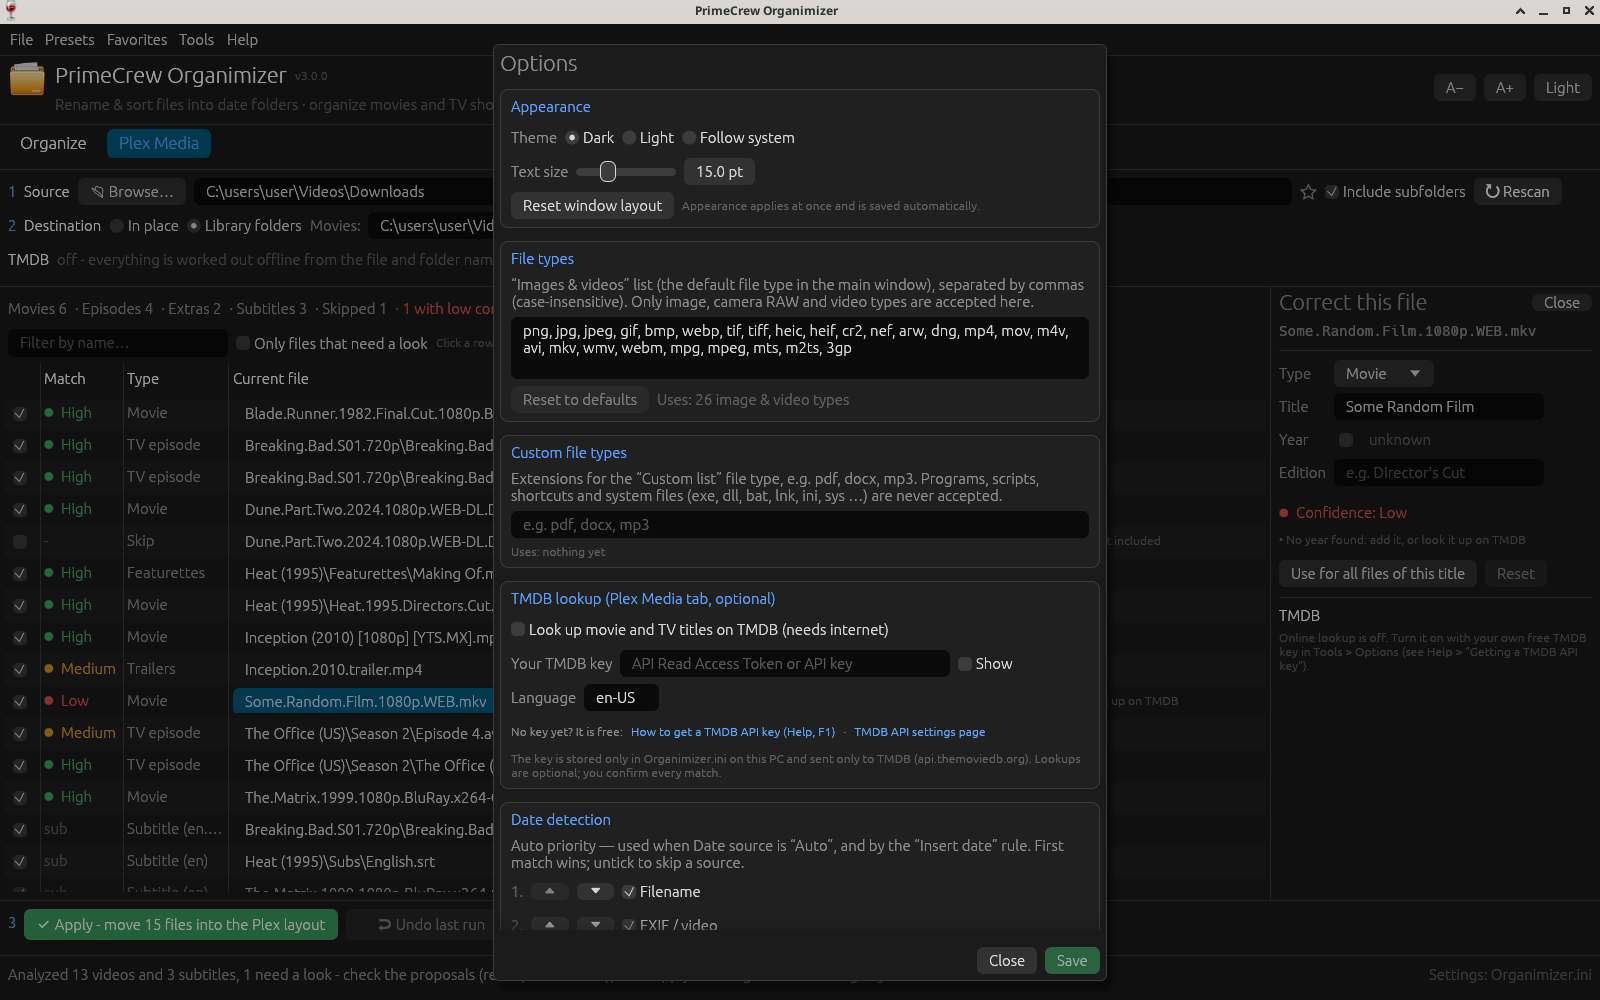 PrimeCrew Organimizer
File Presets Favorites Tools Help
PrimeCrew Organimizer v3.0.0
Rename & sort files into date folders · organize movies and TV sho
A− A+ Light
Organize Plex Media
1 Source Browse… C:\users\user\Videos\Downloads Include subfolders Rescan
2 Destination In place Library folders Movies: C:\users\user\Vid
TMDB off - everything is worked out offline from the file and folder nam
Movies 6 · Episodes 4 · Extras 2 · Subtitles 3 · Skipped 1 · 1 with low con
Filter by name… Only files that need a look Click a row
Match Type Current file
High Movie Blade.Runner.1982.Final.Cut.1080p.B
High TV episode Breaking.Bad.S01.720p\Breaking.Bad
High TV episode Breaking.Bad.S01.720p\Breaking.Bad
High Movie Dune.Part.Two.2024.1080p.WEB-DL.D
- Skip Dune.Part.Two.2024.1080p.WEB-DL.D t included
High Featurettes Heat (1995)\Featurettes\Making Of.m
High Movie Heat (1995)\Heat.1995.Directors.Cut.
High Movie Inception (2010) [1080p] [YTS.MX].mp
Medium Trailers Inception.2010.trailer.mp4
Low Movie Some.Random.Film.1080p.WEB.mkv up on TMDB
Medium TV episode The Office (US)\Season 2\Episode 4.av
High TV episode The Office (US)\Season 2\The Office (
High Movie The.Matrix.1999.1080p.BluRay.x264-
sub Subtitle (en.… Breaking.Bad.S01.720p\Breaking.Bad
sub Subtitle (en) Heat (1995)\Subs\English.srt
sub Subtitle (en) The.Matrix.1999.1080p.BluRay.x264-
3 Apply - move 15 files into the Plex layout Undo last run
Analyzed 13 videos and 3 subtitles, 1 need a look - check the proposals (re
Settings: Organimizer.ini
Options
Appearance
Theme Dark Light Follow system
Text size 15.0 pt
Reset window layout Appearance applies at once and is saved automatically.
File types
“Images & videos” list (the default file type in the main window), separated by commas
(case-insensitive). Only image, camera RAW and video types are accepted here.
png, jpg, jpeg, gif, bmp, webp, tif, tiff, heic, heif, cr2, nef, arw, dng, mp4, mov, m4v,
avi, mkv, wmv, webm, mpg, mpeg, mts, m2ts, 3gp
Reset to defaults Uses: 26 image & video types
Custom file types
Extensions for the “Custom list” file type, e.g. pdf, docx, mp3. Programs, scripts,
shortcuts and system files (exe, dll, bat, lnk, ini, sys …) are never accepted.
e.g. pdf, docx, mp3
Uses: nothing yet
TMDB lookup (Plex Media tab, optional)
Look up movie and TV titles on TMDB (needs internet)
Your TMDB key API Read Access Token or API key Show
Language en-US
No key yet? It is free: How to get a TMDB API key (Help, F1) · TMDB API settings page
The key is stored only in Organimizer.ini on this PC and sent only to TMDB (api.themoviedb.org). Lookups
are optional; you confirm every match.
Date detection
Auto priority — used when Date source is “Auto”, and by the “Insert date” rule. First
match wins; untick to skip a source.
1. Filename
2. EXIF / video
Close Save
Correct this file Close
Some.Random.Film.1080p.WEB.mkv
Type Movie
Title Some Random Film
Year unknown
Edition e.g. Director's Cut
Confidence: Low
• No year found: add it, or look it up on TMDB
Use for all files of this title Reset
TMDB
Online lookup is off. Turn it on with your own free TMDB
key in Tools > Options (see Help > "Getting a TMDB API
key").